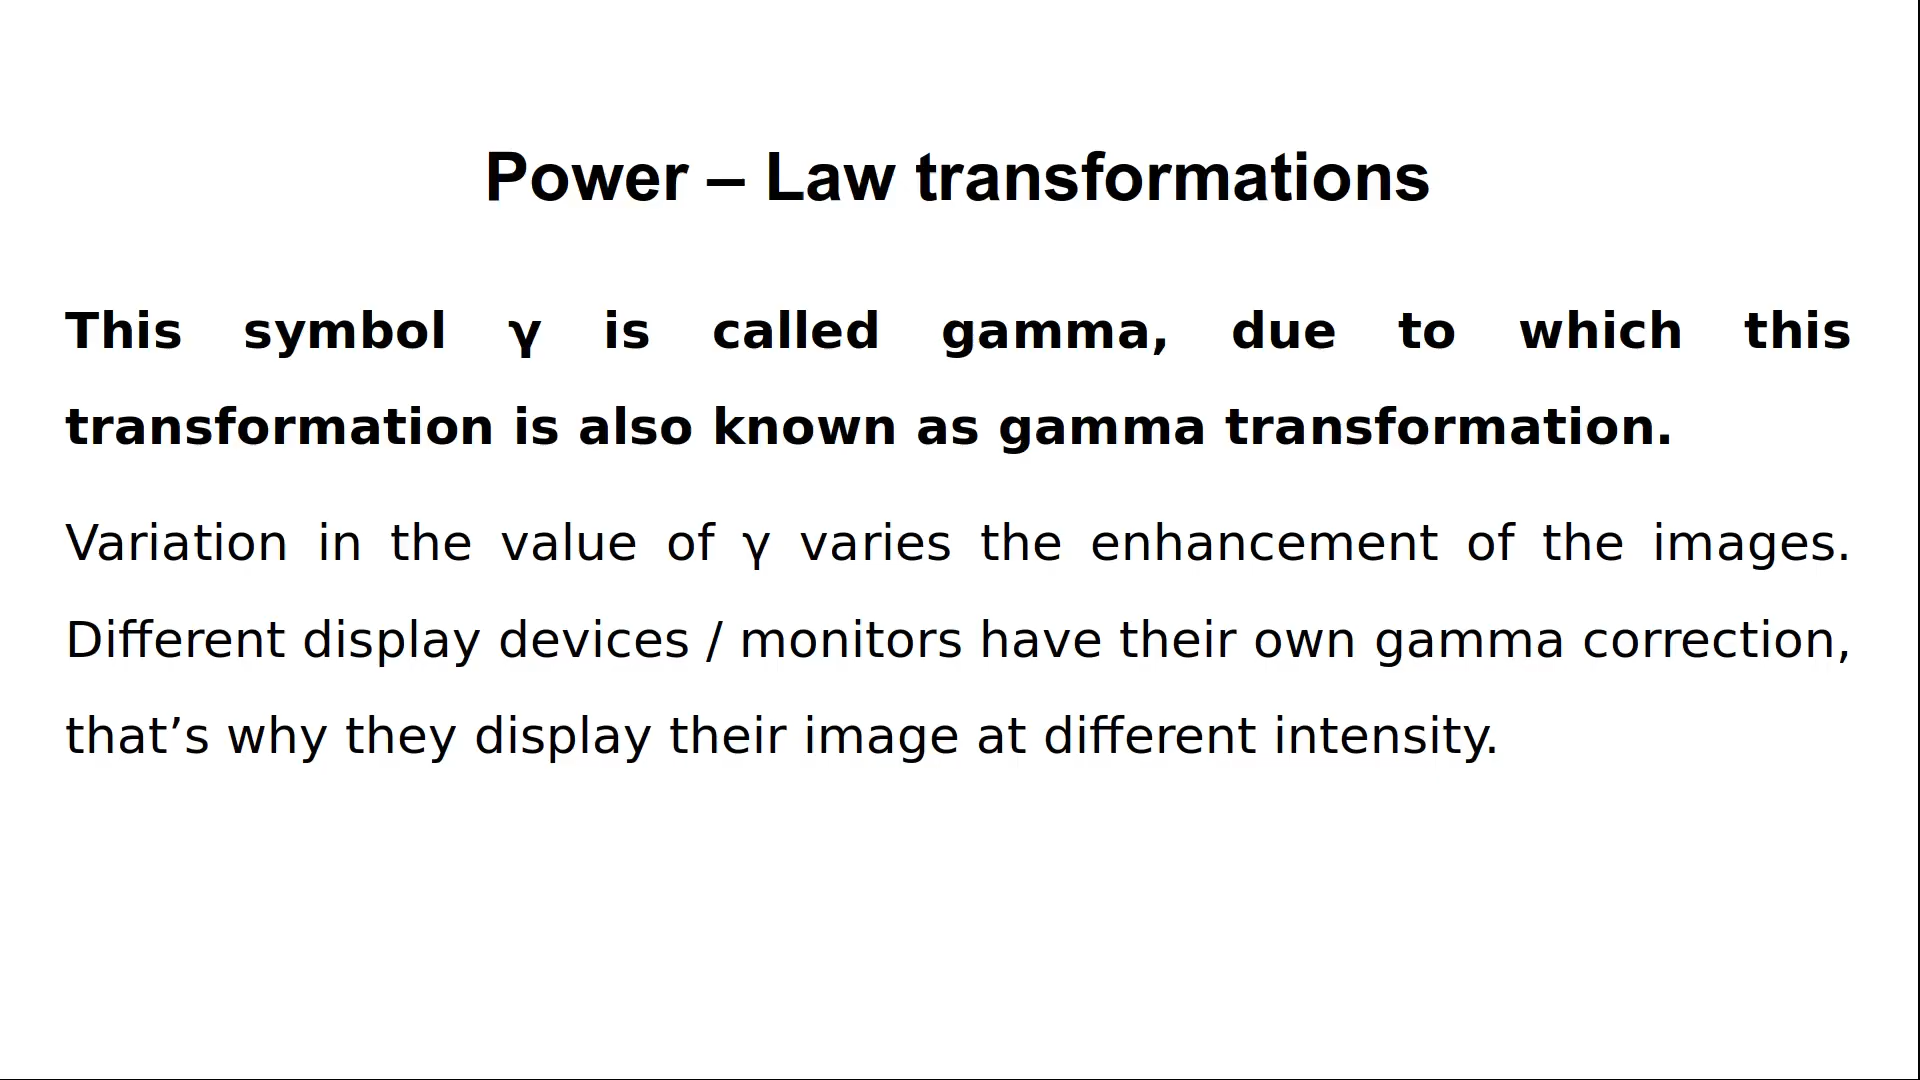 Power – Law transformations
This symbol γ is called gamma, due to which this
transformation is also known as gamma transformation.
Variation in the value of γ varies the enhancement of the images.
Different display devices / monitors have their own gamma correction,
that’s why they display their image at different intensity.